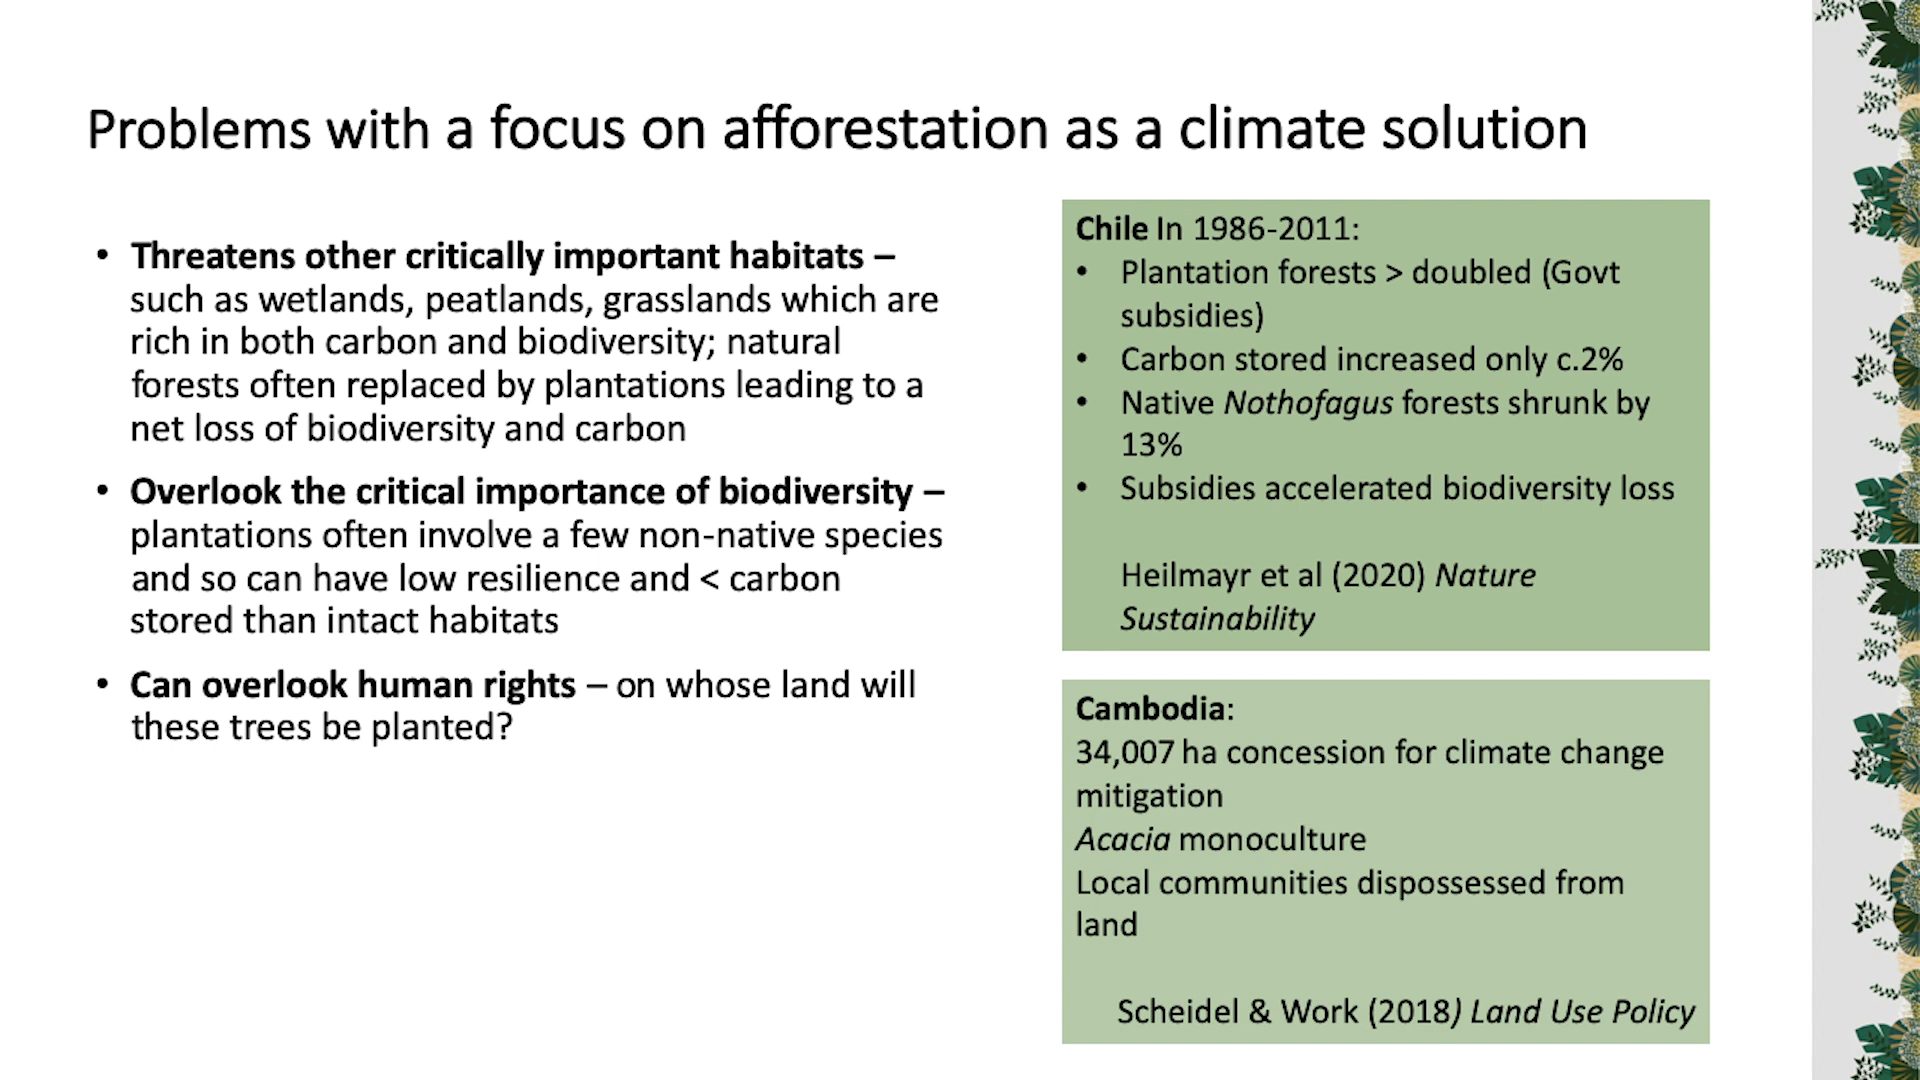 Problems with a focus on afforestation as a climate solution
• Threatens other critically important habitats –
such as wetlands, peatlands, grasslands which are
rich in both carbon and biodiversity; natural
forests often replaced by plantations leading to a
net loss of biodiversity and carbon
• Overlook the critical importance of biodiversity –
plantations often involve a few non-native species
and so can have low resilience and < carbon
stored than intact habitats
• Can overlook human rights – on whose land will
these trees be planted?
Chile In 1986-2011:
• Plantation forests > doubled (Govt
subsidies)
• Carbon stored increased only c.2%
• Native Nothofagus forests shrunk by
13%
• Subsidies accelerated biodiversity loss
Heilmayr et al (2020) Nature
Sustainability
Cambodia:
34,007 ha concession for climate change
mitigation
Acacia monoculture
Local communities dispossessed from
land
Scheidel & Work (2018) Land Use Policy